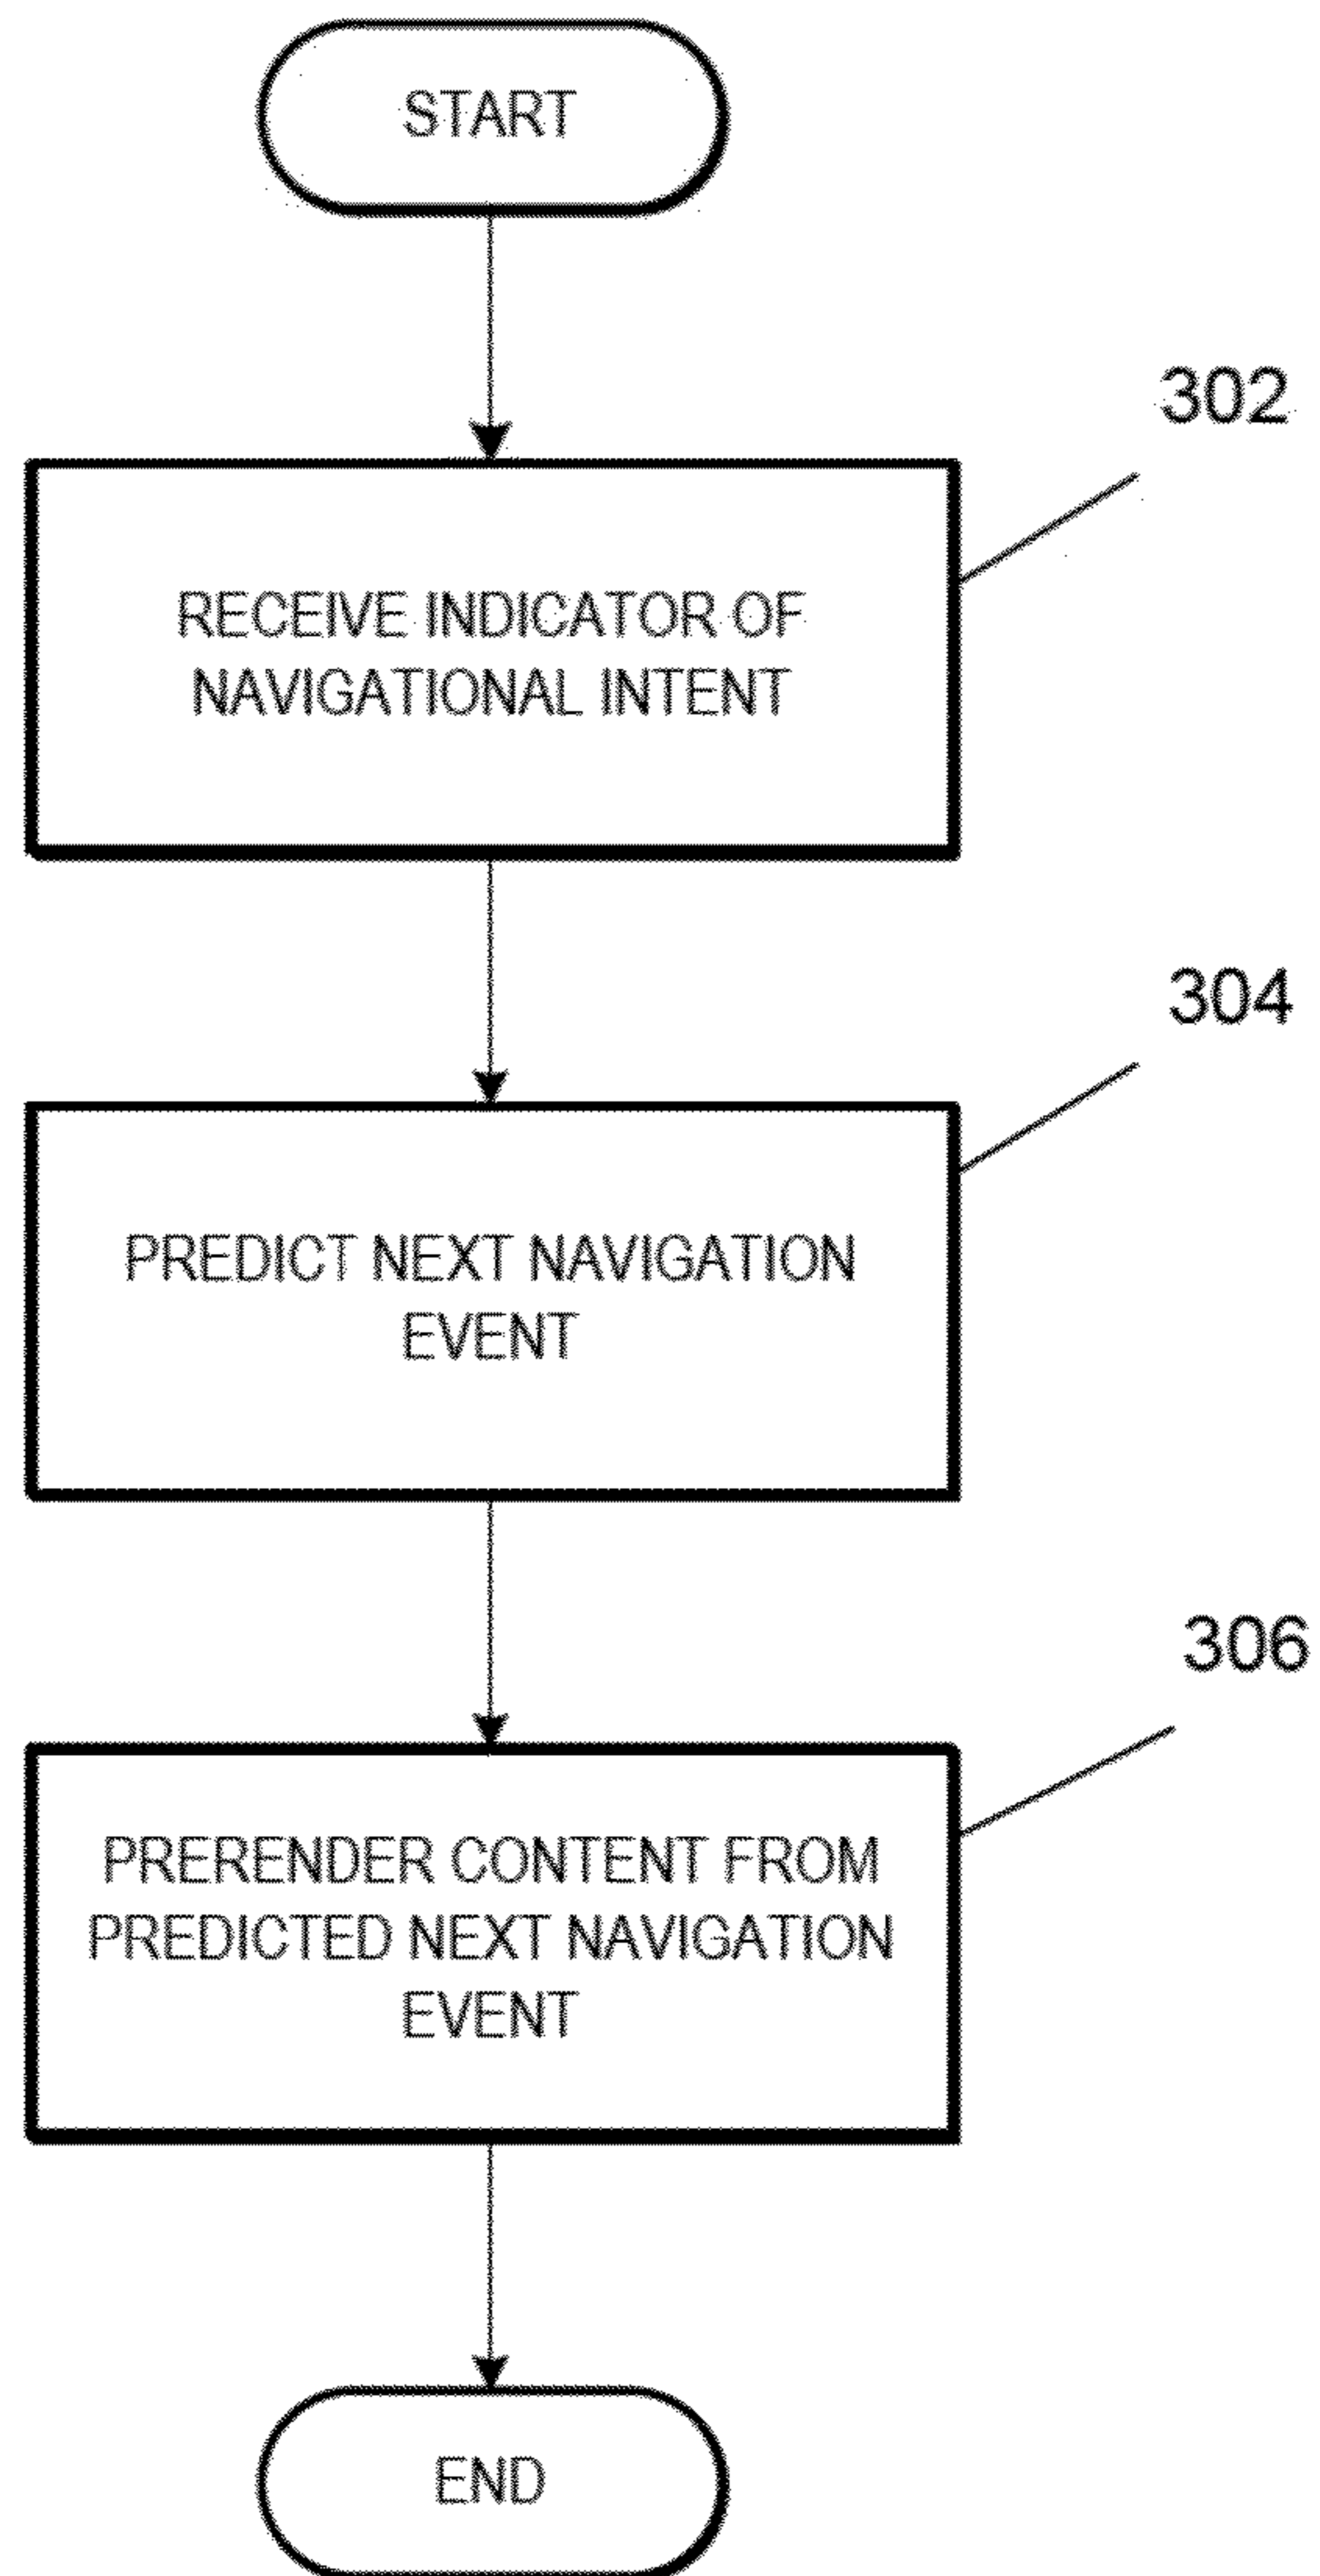 START
302
RECEIVE INDICATOR OF
NAVIGATIONAL INTENT
304
PREDICT NEXT NAVIGATION
EVENT
306
PRERENDER CONTENT FROM
PREDICTED NEXT NAVIGATION
EVENT
END